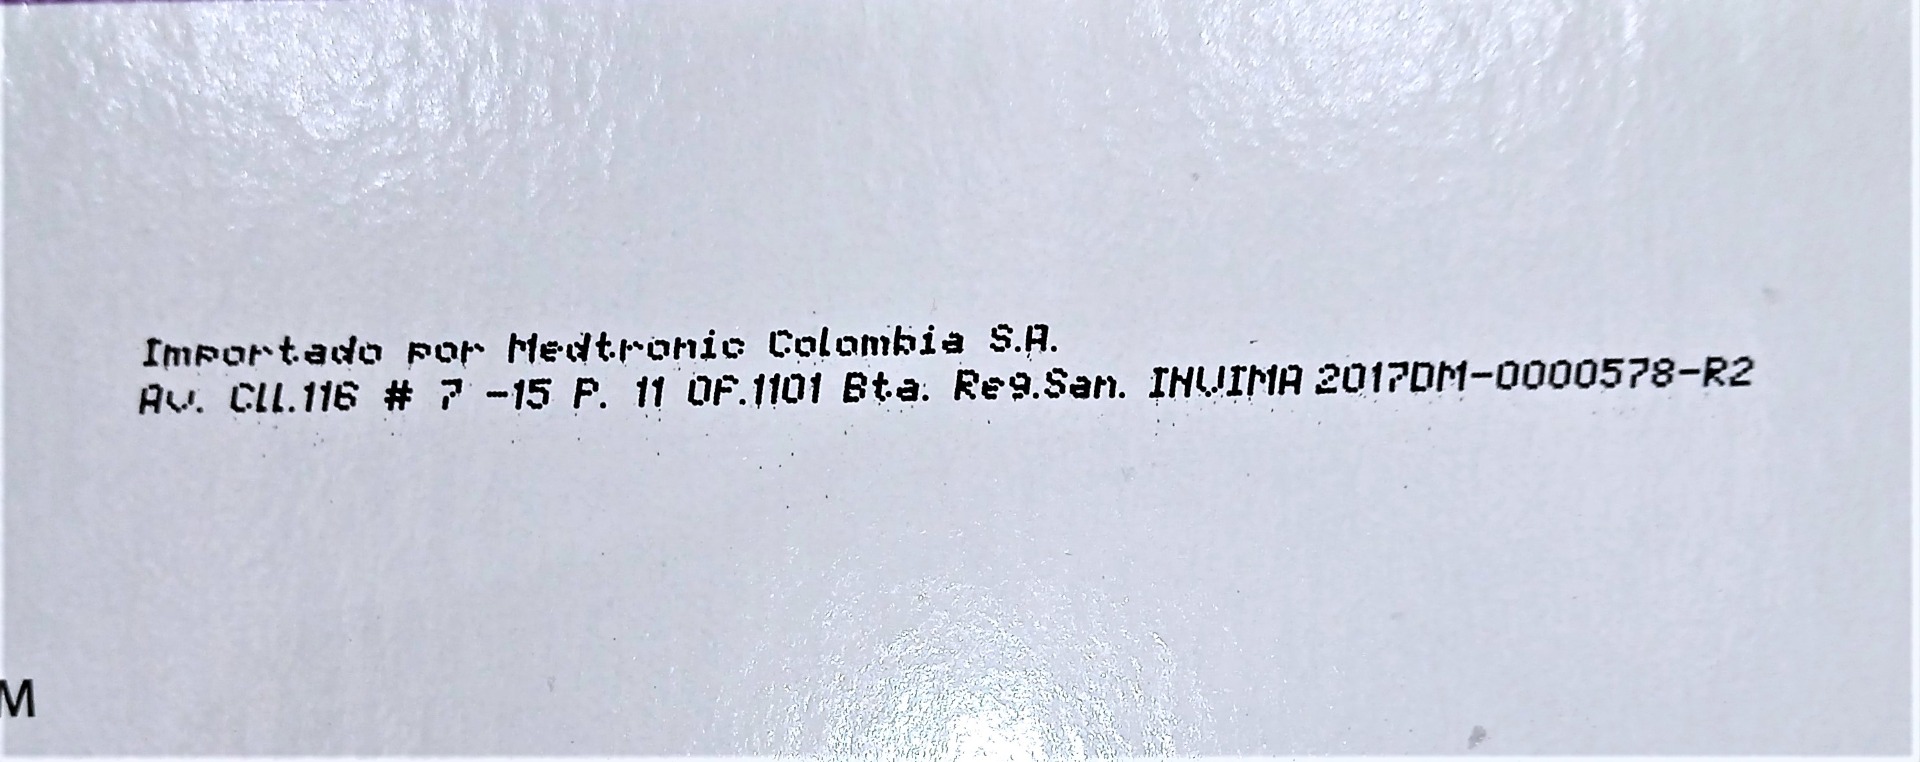 Importado por Medtronic Colombia S.A.
Av. Cll.116 # 7 -15 P. 11 OF.1101 Bta. Reg.San. INVIMA 2017DM-0000578-R2
M